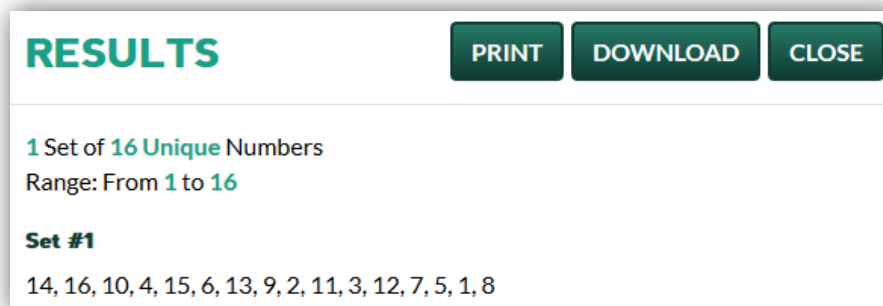 RESULTS PRINT DOWNLOAD CLOSE
1 Set of 16 Unique Numbers
Range: From 1 to 16
Set #1
14, 16, 10, 4, 15, 6, 13, 9, 2, 11, 3, 12, 7, 5, 1, 8